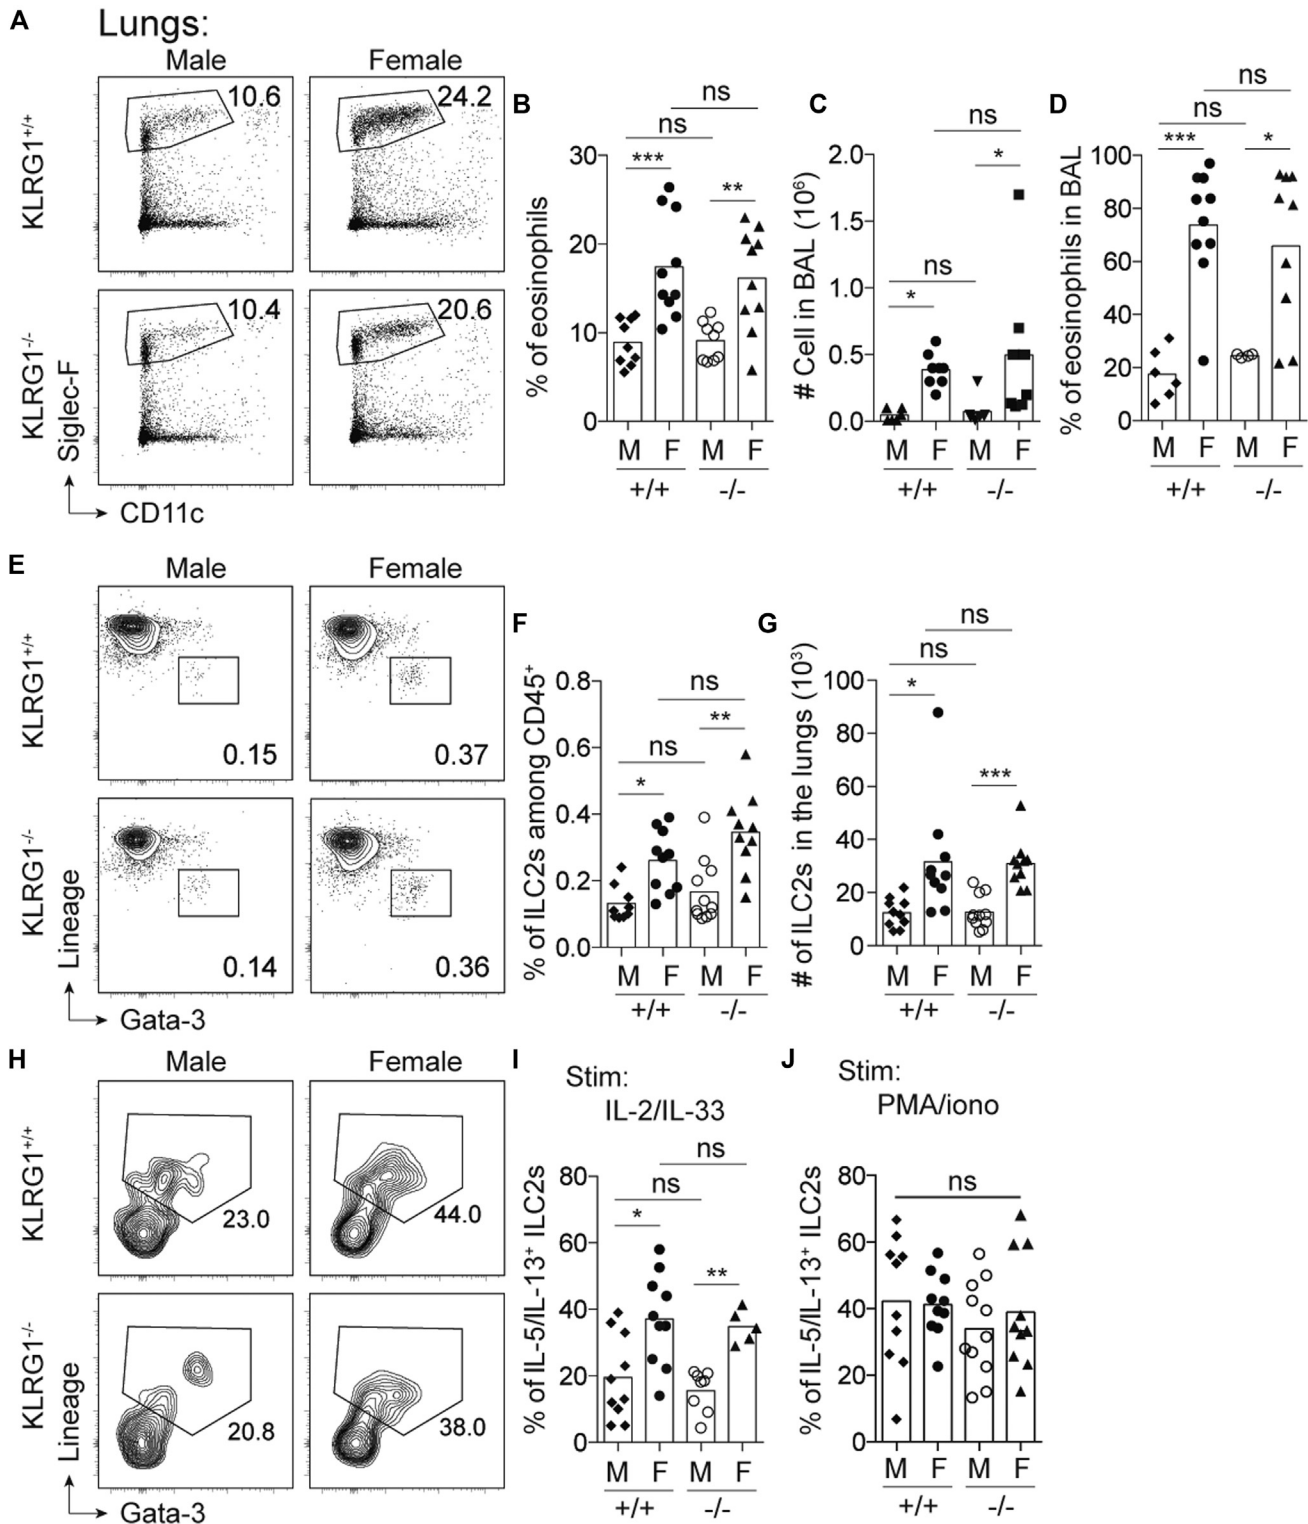 A
Lungs:
Male Female
KLRG1+/+
10.6
24.2
KLRG1-/-
10.4
20.6
Siglec-F
CD11c
B
% of eosinophils
30
20
10
0
ns
ns
***
**
M F M F
+/+ -/-
C
# Cell in BAL (10⁶)
2.0
1.5
1.0
0.5
0.0
ns
*
ns
*
M F M F
+/+ -/-
D
% of eosinophils in BAL
100
80
60
40
20
0
ns
ns
***
*
M F M F
+/+ -/-
E
Male Female
KLRG1+/+
0.15
0.37
KLRG1-/-
0.14
0.36
Lineage
Gata-3
F
% of ILC2s among CD45⁺
0.8
0.6
0.4
0.2
0.0
ns
**
ns
*
M F M F
+/+ -/-
G
# of ILC2s in the lungs (10³)
100
80
60
40
20
0
ns
ns
*
***
M F M F
+/+ -/-
H
Male Female
KLRG1+/+
23.0
44.0
KLRG1-/-
20.8
38.0
Lineage
Gata-3
I
Stim:
IL-2/IL-33
% of IL-5/IL-13⁺ ILC2s
80
60
40
20
0
ns
ns
*
**
M F M F
+/+ -/-
J
Stim:
PMA/iono
% of IL-5/IL-13⁺ ILC2s
80
60
40
20
0
ns
M F M F
+/+ -/-